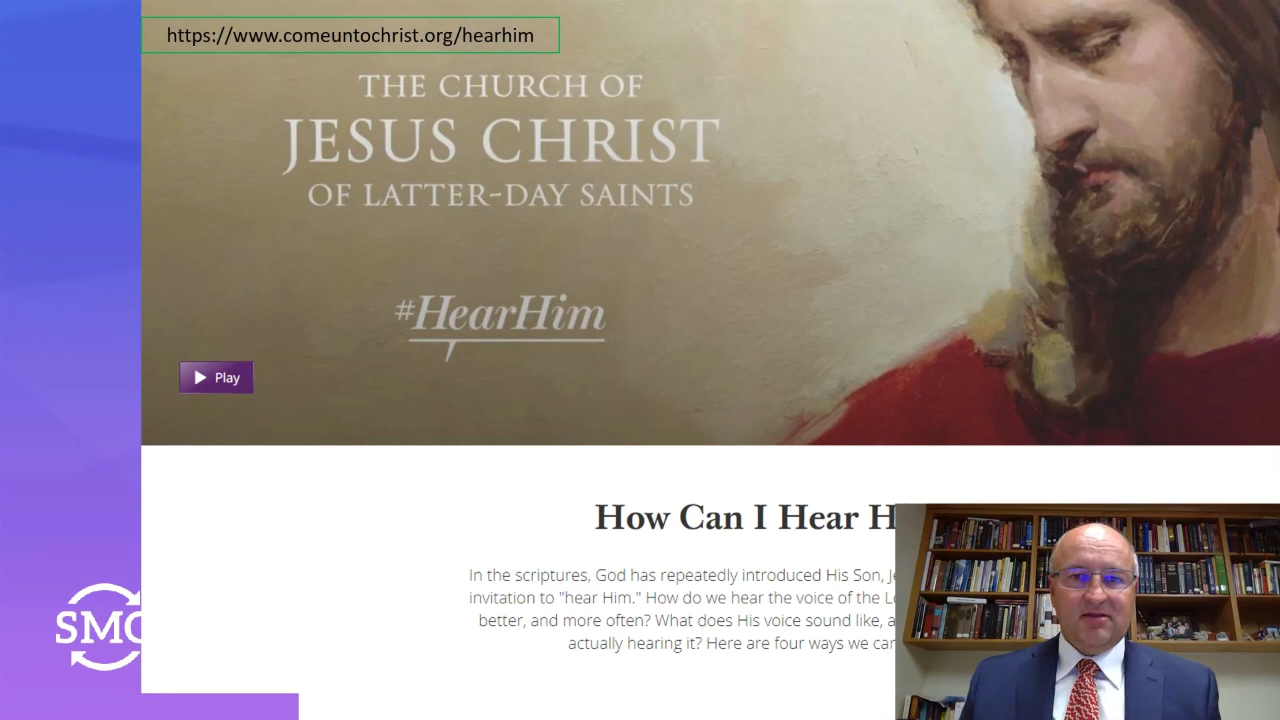 https://www.comeuntochrist.org/hearhim
THE CHURCH OF
JESUS CHRIST
OF LATTER-DAY SAINTS
#HearHim
Play
How Can I Hear H
In the scriptures, God has repeatedly introduced His Son, Je
invitation to "hear Him." How do we hear the voice of the Lo
better, and more often? What does His voice sound like, a
actually hearing it? Here are four ways we can
SMC